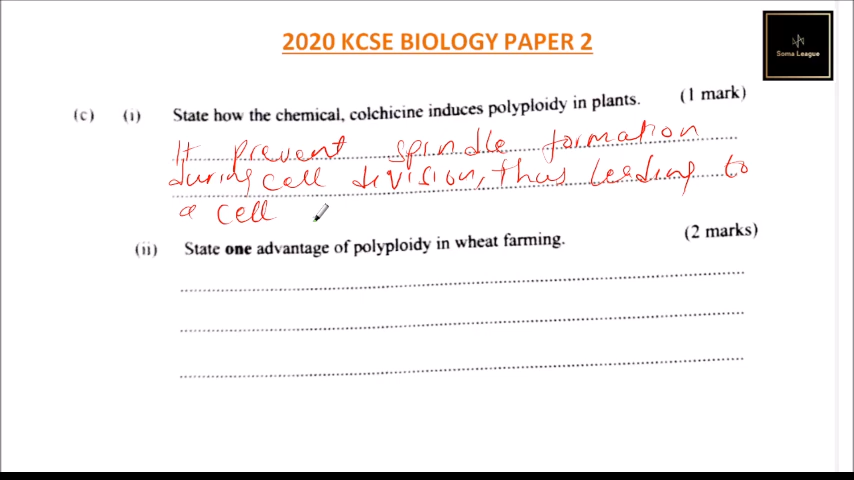 2020 KCSE BIOLOGY PAPER 2
Soma League
(c) (i) State how the chemical, colchicine induces polyploidy in plants. (1 mark)
It prevent spindle formation
during cell division, thus leading to
a cell
(ii) State one advantage of polyploidy in wheat farming. (2 marks)